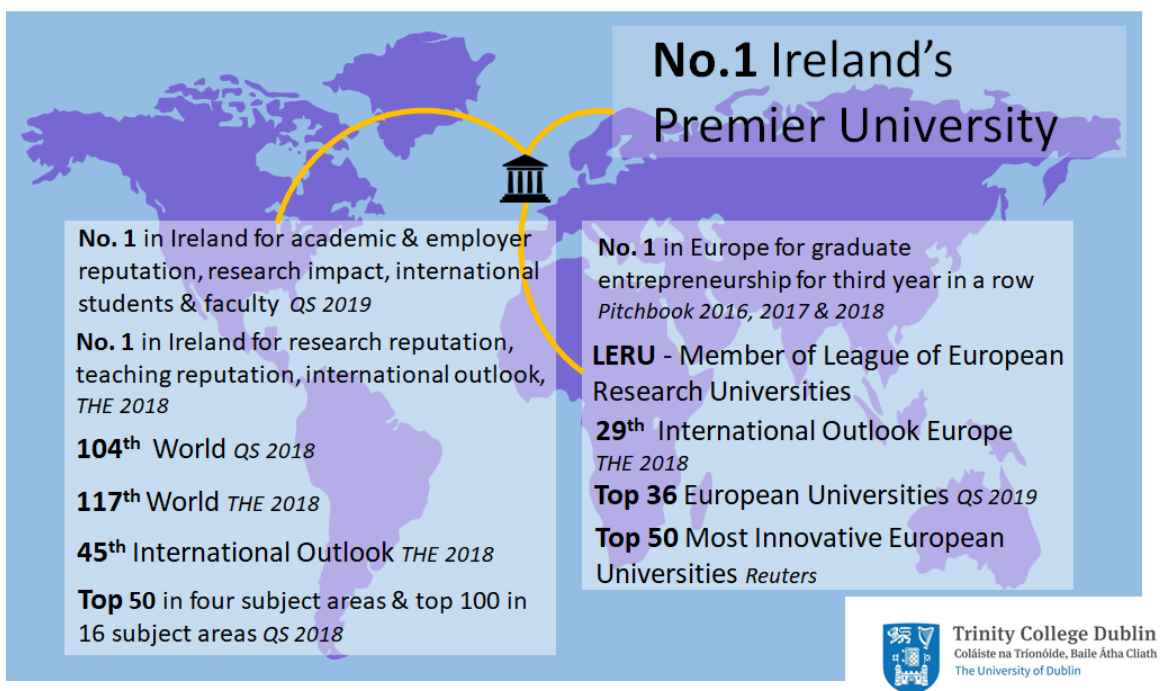 No.1 Ireland's
Premier University
No. 1 in Ireland for academic & employer
reputation, research impact, international
students & faculty QS 2019
No. 1 in Ireland for research reputation,
teaching reputation, international outlook,
THE 2018
104th World QS 2018
117th World THE 2018
45th International Outlook THE 2018
Top 50 in four subject areas & top 100 in
16 subject areas QS 2018
No. 1 in Europe for graduate
entrepreneurship for third year in a row
Pitchbook 2016, 2017 & 2018
LERU - Member of League of European
Research Universities
29th International Outlook Europe
THE 2018
Top 36 European Universities QS 2019
Top 50 Most Innovative European
Universities Reuters
Trinity College Dublin
Coláiste na Tríonóide, Baile Átha Cliath
The University of Dublin